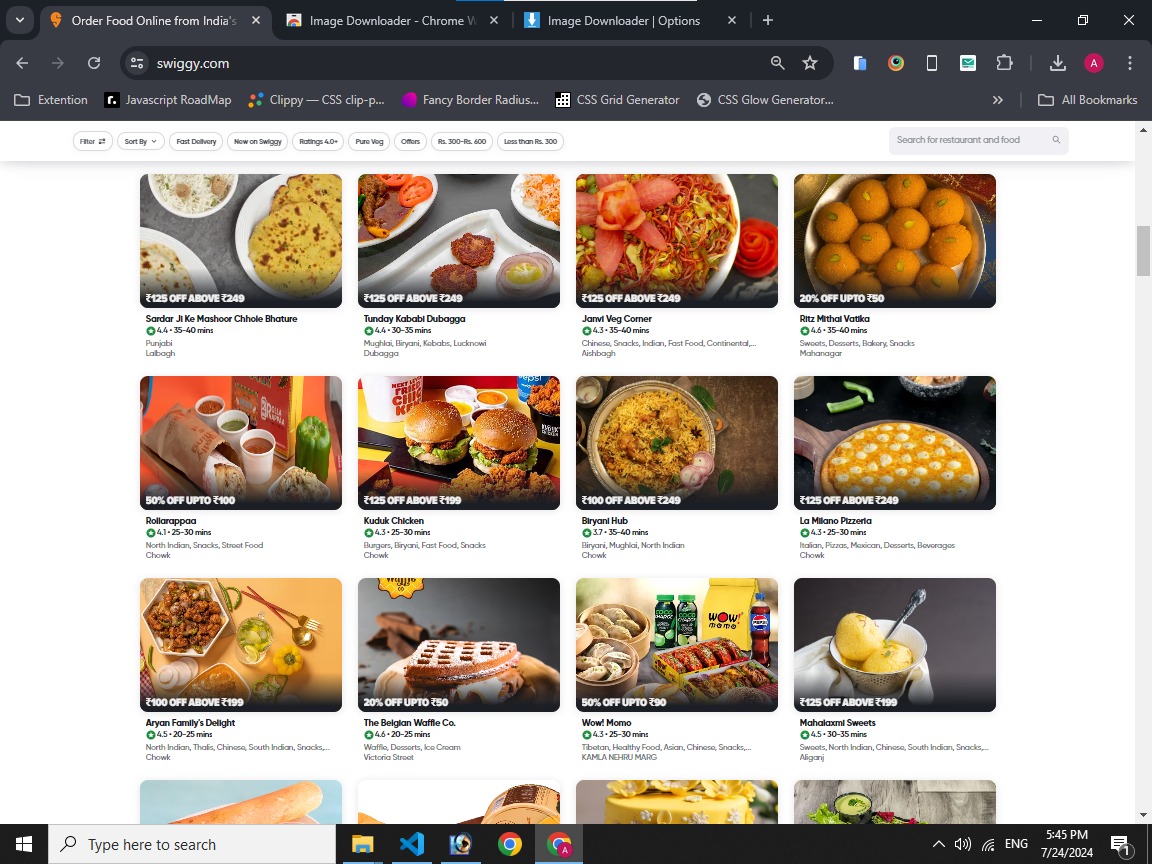 Order Food Online from India's
Image Downloader - Chrome W
Image Downloader | Options
swiggy.com
A
Extention
Javascript RoadMap
Clippy — CSS clip-p...
Fancy Border Radius...
CSS Grid Generator
CSS Glow Generator...
All Bookmarks
Filter
Sort By
Fast Delivery
New on Swiggy
Ratings 4.0+
Pure Veg
Offers
Rs. 300-Rs. 600
Less than Rs. 300
Search for restaurant and food
₹125 OFF ABOVE ₹249
Sardar Ji Ke Mashoor Chhole Bhature
4.4 • 35-40 mins
Punjabi
Lalbagh
₹125 OFF ABOVE ₹249
Tunday Kababi Dubagga
4.4 • 30-35 mins
Mughlai, Biryani, Kebabs, Lucknowi
Dubagga
₹125 OFF ABOVE ₹249
Janvi Veg Corner
4.3 • 35-40 mins
Chinese, Snacks, Indian, Fast Food, Continental,...
Aishbagh
20% OFF UPTO ₹50
Ritz Mithai Vatika
4.6 • 35-40 mins
Sweets, Desserts, Bakery, Snacks
Mahanagar
50% OFF UPTO ₹100
Rollarappaa
4.1 • 25-30 mins
North Indian, Snacks, Street Food
Chowk
pepsi
KUDUK
₹125 OFF ABOVE ₹199
Kuduk Chicken
4.3 • 25-30 mins
Burgers, Biryani, Fast Food, Snacks
Chowk
₹100 OFF ABOVE ₹249
Biryani Hub
3.7 • 35-40 mins
Biryani, Mughlai, North Indian
Chowk
₹125 OFF ABOVE ₹249
La Milano Pizzeria
4.3 • 25-30 mins
Italian, Pizzas, Mexican, Desserts, Beverages
Chowk
₹100 OFF ABOVE ₹199
Aryan Family's Delight
4.5 • 20-25 mins
North Indian, Thalis, Chinese, South Indian, Snacks,...
Chowk
Waffle
CO
20% OFF UPTO ₹50
The Belgian Waffle Co.
4.6 • 20-25 mins
Waffle, Desserts, Ice Cream
Victoria Street
COCO
CHARGE
COCO
CHARGE
WOW!
MOMO
50% OFF UPTO ₹90
Wow! Momo
4.3 • 25-30 mins
Tibetan, Healthy Food, Asian, Chinese, Snacks,...
KAMLA NEHRU MARG
₹125 OFF ABOVE ₹199
Mahalaxmi Sweets
4.5 • 30-35 mins
Sweets, North Indian, Chinese, South Indian, Snacks,...
Aliganj
Type here to search
A
ENG
5:45 PM
7/24/2024
1